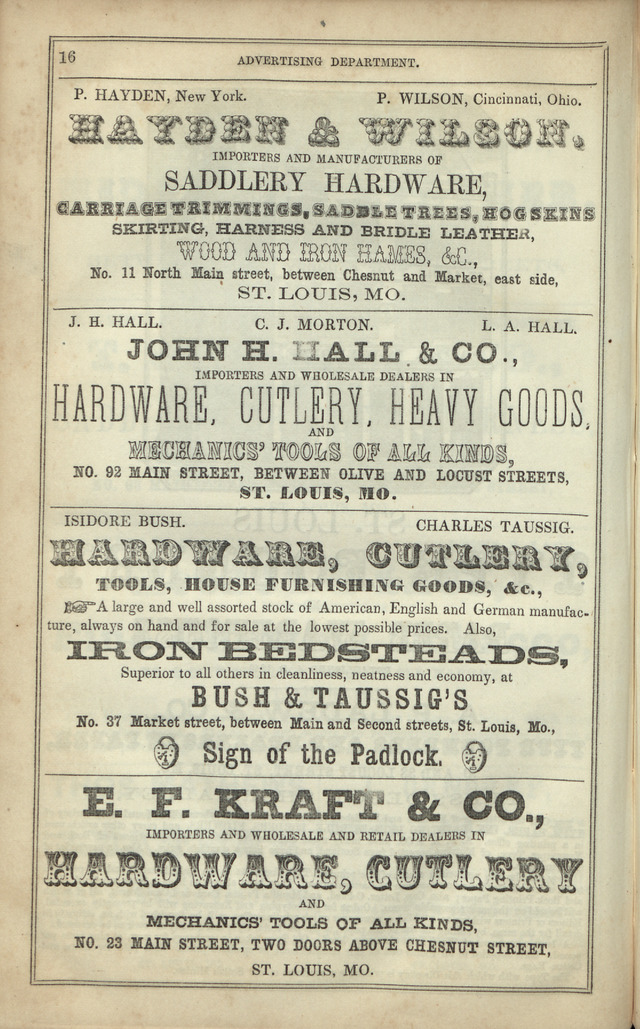 16
ADVERTISING DEPARTMENT.
P. HAYDEN, New York. P. WILSON, Cincinnati, Ohio.
HAYDEN & WILSON,
IMPORTERS AND MANUFACTURERS OF
SADDLERY HARDWARE,
CARRIAGE TRIMMINGS, SADDLE TREES, HOG SKINS
SKIRTING, HARNESS AND BRIDLE LEATHER,
WOOD AND IRON HAMES, &C.,
No. 11 North Main street, between Chesnut and Market, east side,
ST. LOUIS, MO.
J. H. HALL. C. J. MORTON. L. A. HALL.
JOHN H. HALL & CO.,
IMPORTERS AND WHOLESALE DEALERS IN
HARDWARE, CUTLERY, HEAVY GOODS,
AND
MECHANICS' TOOLS OF ALL KINDS,
NO. 92 MAIN STREET, BETWEEN OLIVE AND LOCUST STREETS,
ST. LOUIS, MO.
ISIDORE BUSH. CHARLES TAUSSIG.
HARDWARE, CUTLERY,
TOOLS, HOUSE FURNISHING GOODS, &c.,
A large and well assorted stock of American, English and German manufac-
ture, always on hand and for sale at the lowest possible prices. Also,
IRON BEDSTEADS,
Superior to all others in cleanliness, neatness and economy, at
BUSH & TAUSSIG'S
No. 37 Market street, between Main and Second streets, St. Louis, Mo.,
Sign of the Padlock.
E. F. KRAFT & CO.,
IMPORTERS AND WHOLESALE AND RETAIL DEALERS IN
HARDWARE, CUTLERY
AND
MECHANICS' TOOLS OF ALL KINDS,
NO. 23 MAIN STREET, TWO DOORS ABOVE CHESNUT STREET,
ST. LOUIS, MO.